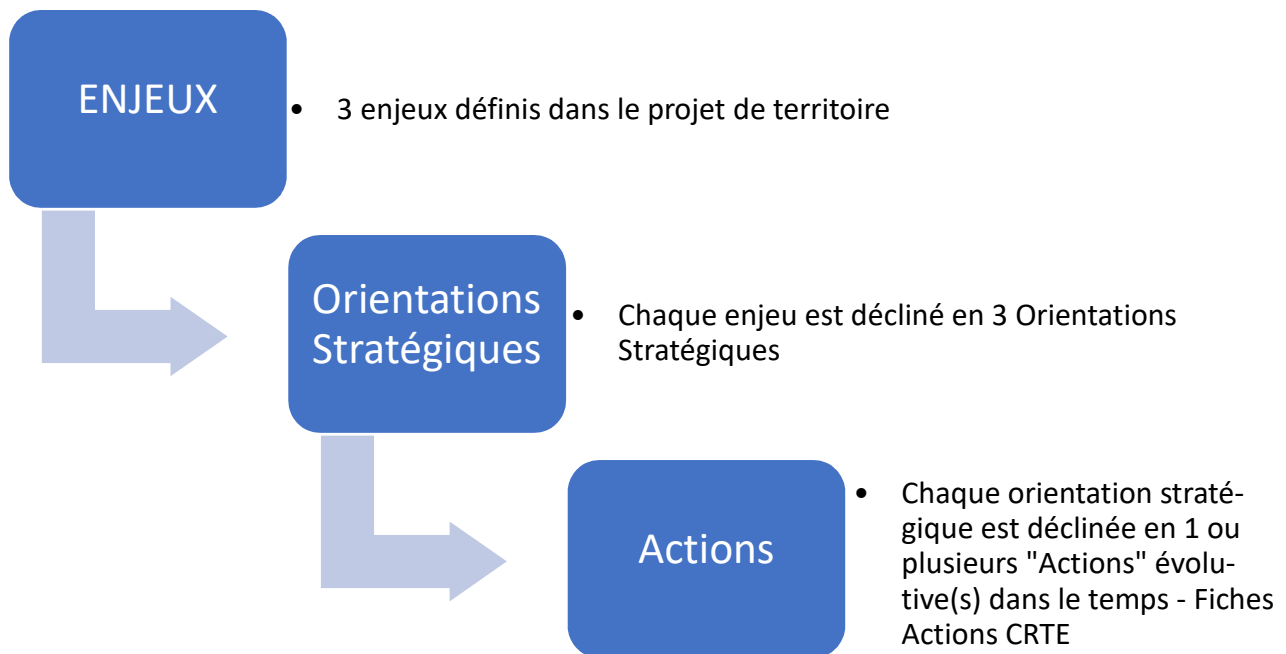 ENJEUX
• 3 enjeux définis dans le projet de territoire
Orientations
Stratégiques
• Chaque enjeu est décliné en 3 Orientations
Stratégiques
Actions
• Chaque orientation straté-
gique est déclinée en 1 ou
plusieurs "Actions" évolu-
tive(s) dans le temps - Fiches
Actions CRTE